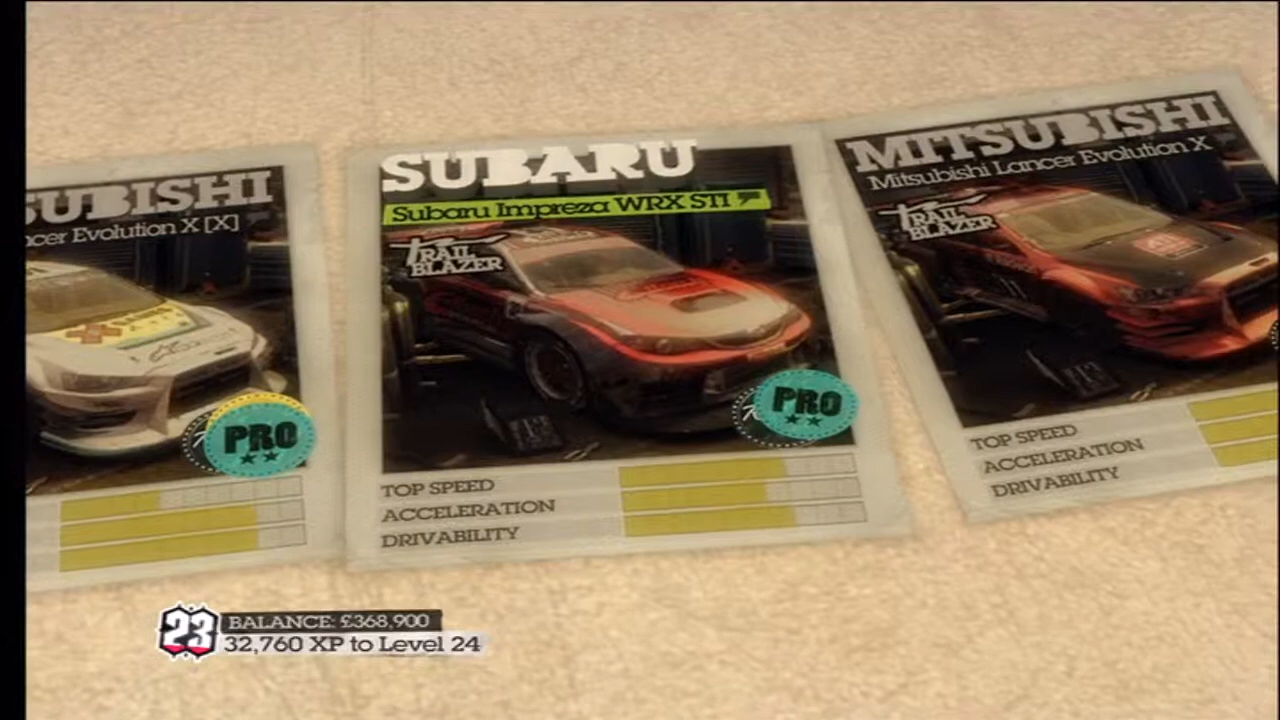 SUBISHI
ncer Evolution X [X]
PRO
TOP SPEED
ACCELERATION
DRIVABILITY
SUBARU
Subaru Impreza WRX STI
TRAIL
BLAZER
PRO
MITSUBISHI
Mitsubishi Lancer Evolution X
TRAIL
BLAZER
TOP SPEED
ACCELERATION
DRIVABILITY
23
BALANCE: £368,900
32,760 XP to Level 24